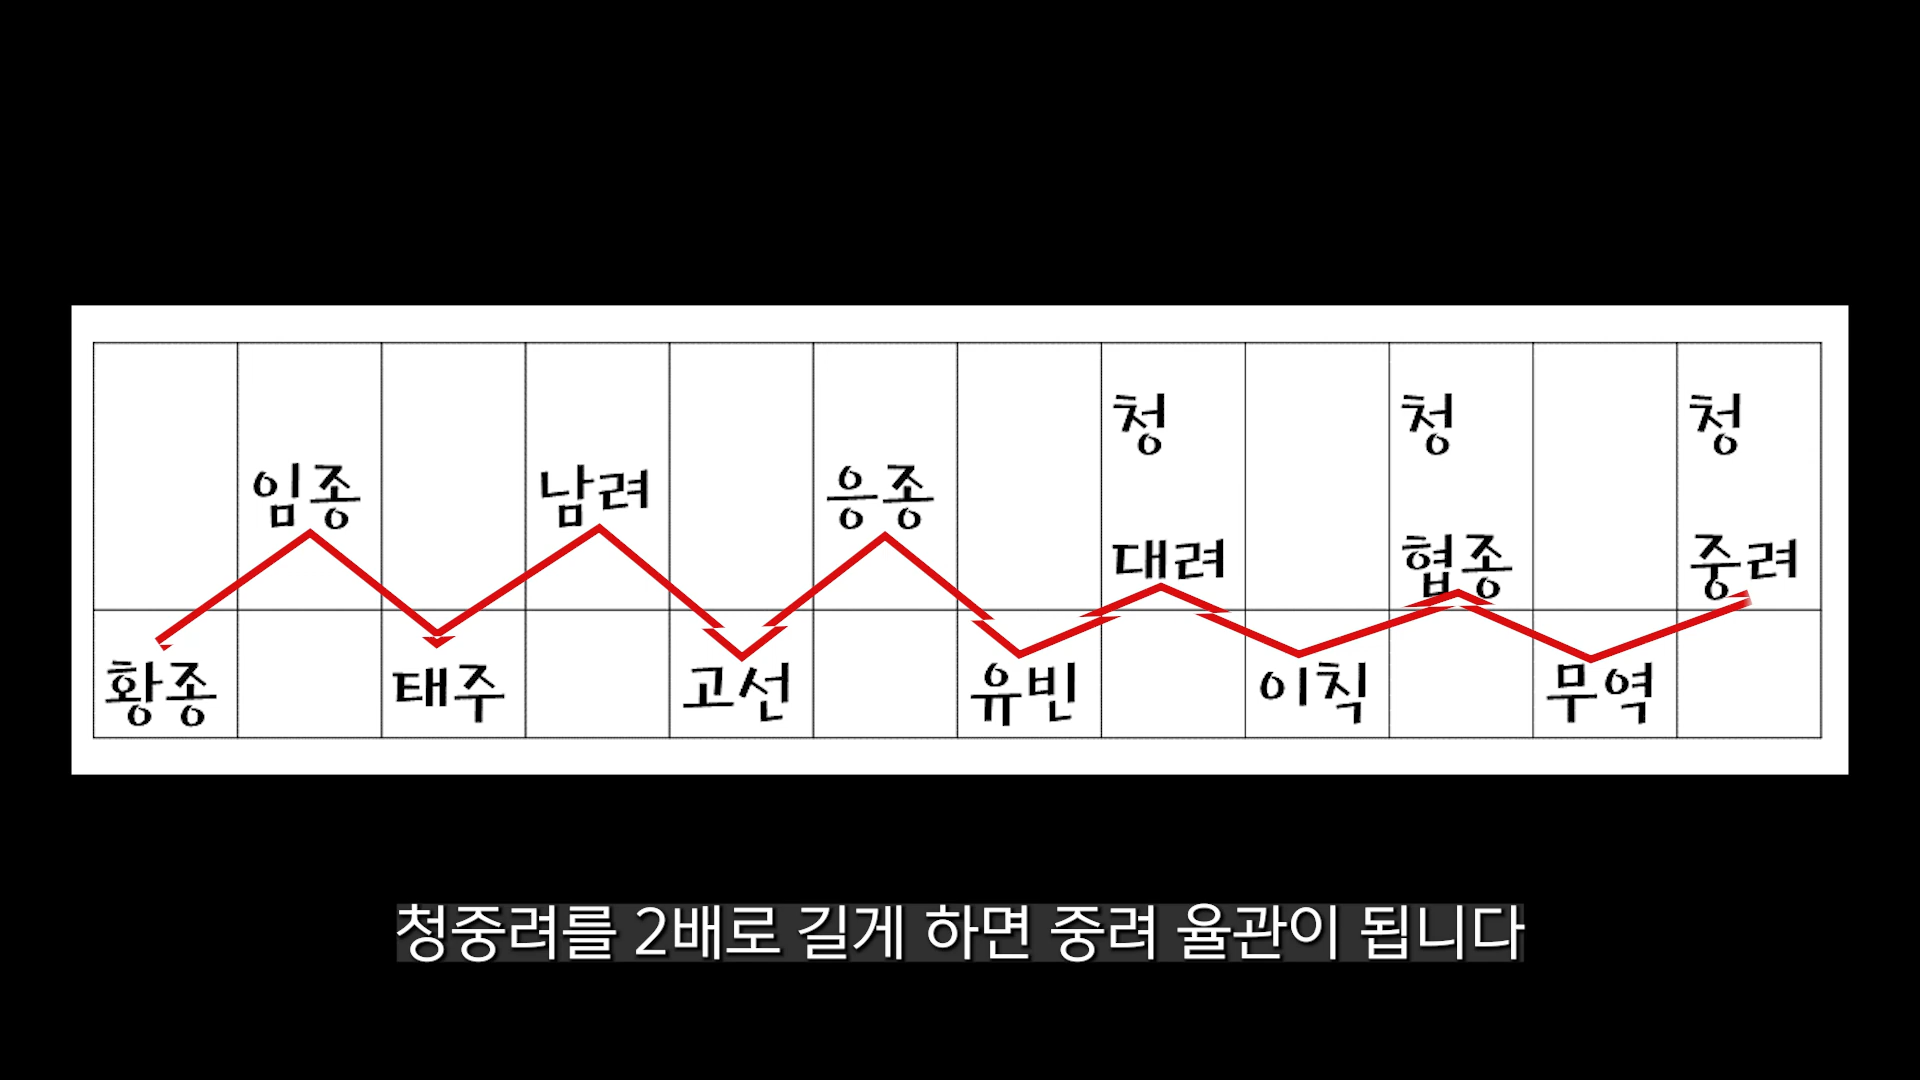 청 청 청
임종 남려 응종
대려 협종 중려
황종 태주 고선 유빈 이칙 무역
청중려를 2배로 길게 하면 중려 율관이 됩니다